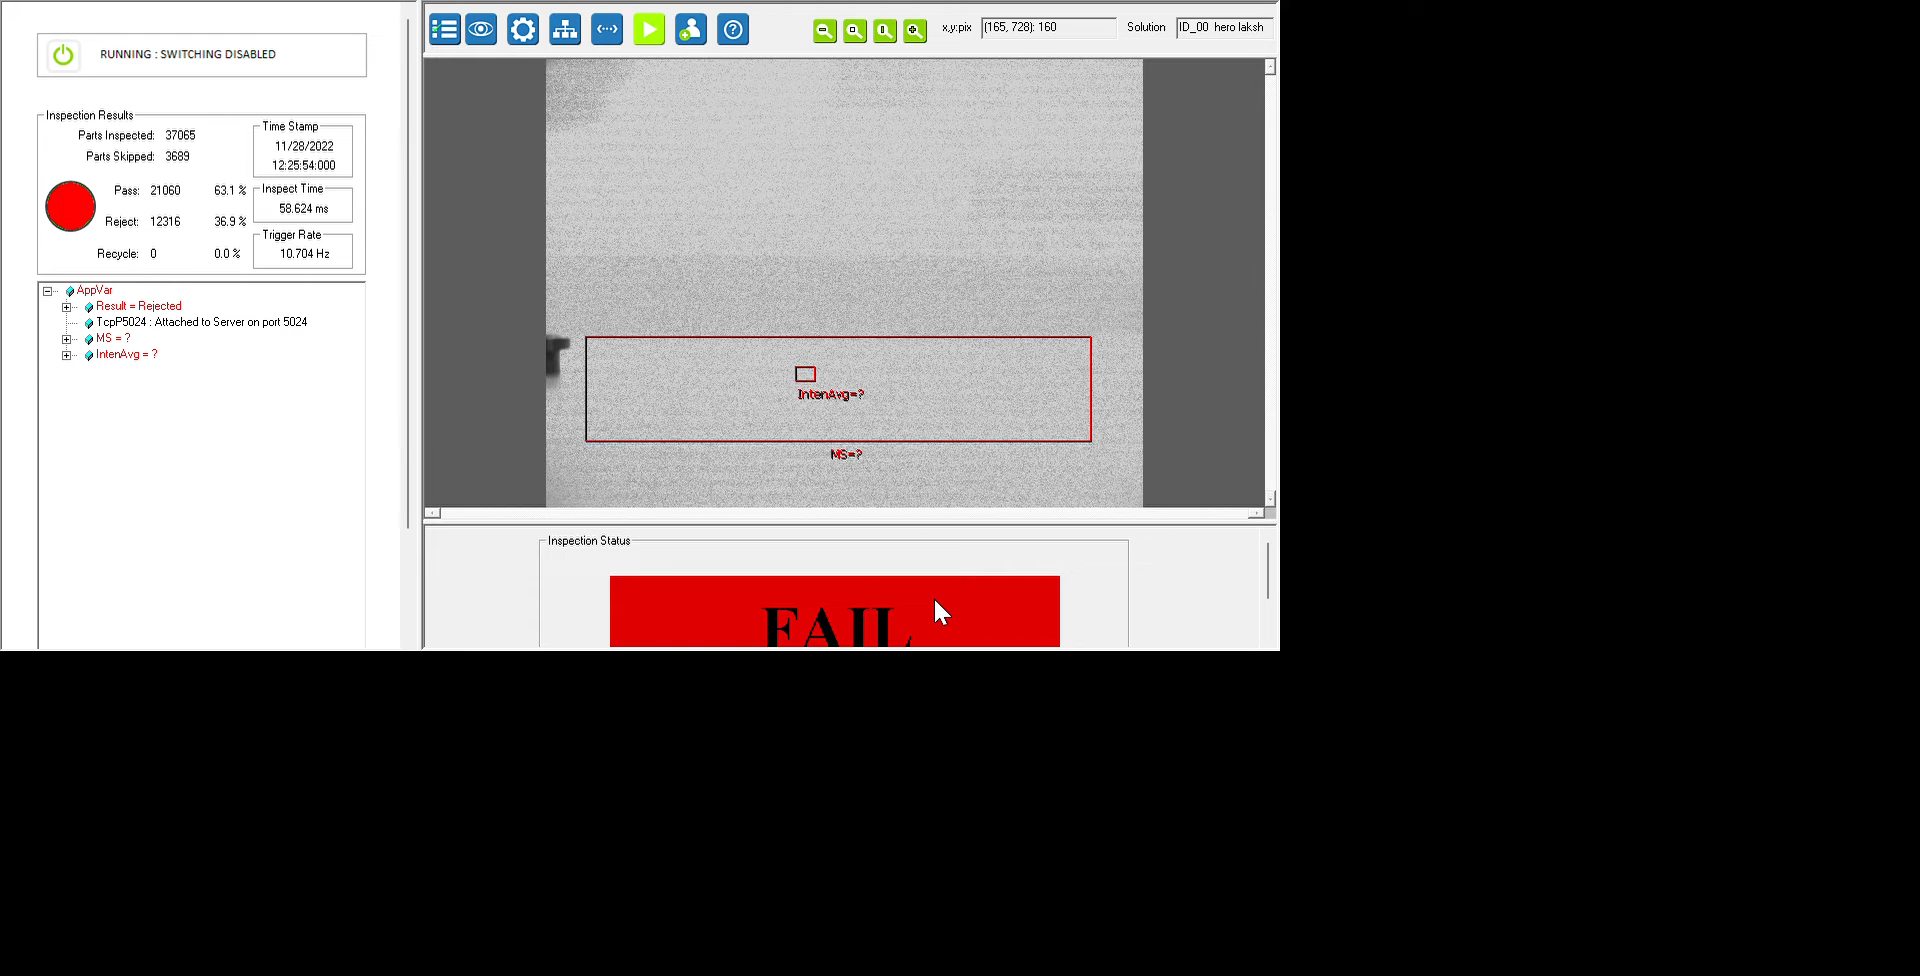 RUNNING : SWITCHING DISABLED
x,y:pix (165, 728): 160 Solution ID_00 hero laksh
Inspection Results
Parts Inspected: 37065
Parts Skipped: 3689
Pass: 21060 63.1 %
Reject: 12316 36.9 %
Recycle: 0 0.0 %
Time Stamp
11/28/2022
12:25:54:000
Inspect Time
58.624 ms
Trigger Rate
10.704 Hz
AppVar
Result = Rejected
TcpP5024 : Attached to Server on port 5024
MS = ?
IntenAvg = ?
IntenAvg=?
MS=?
Inspection Status
FAIL